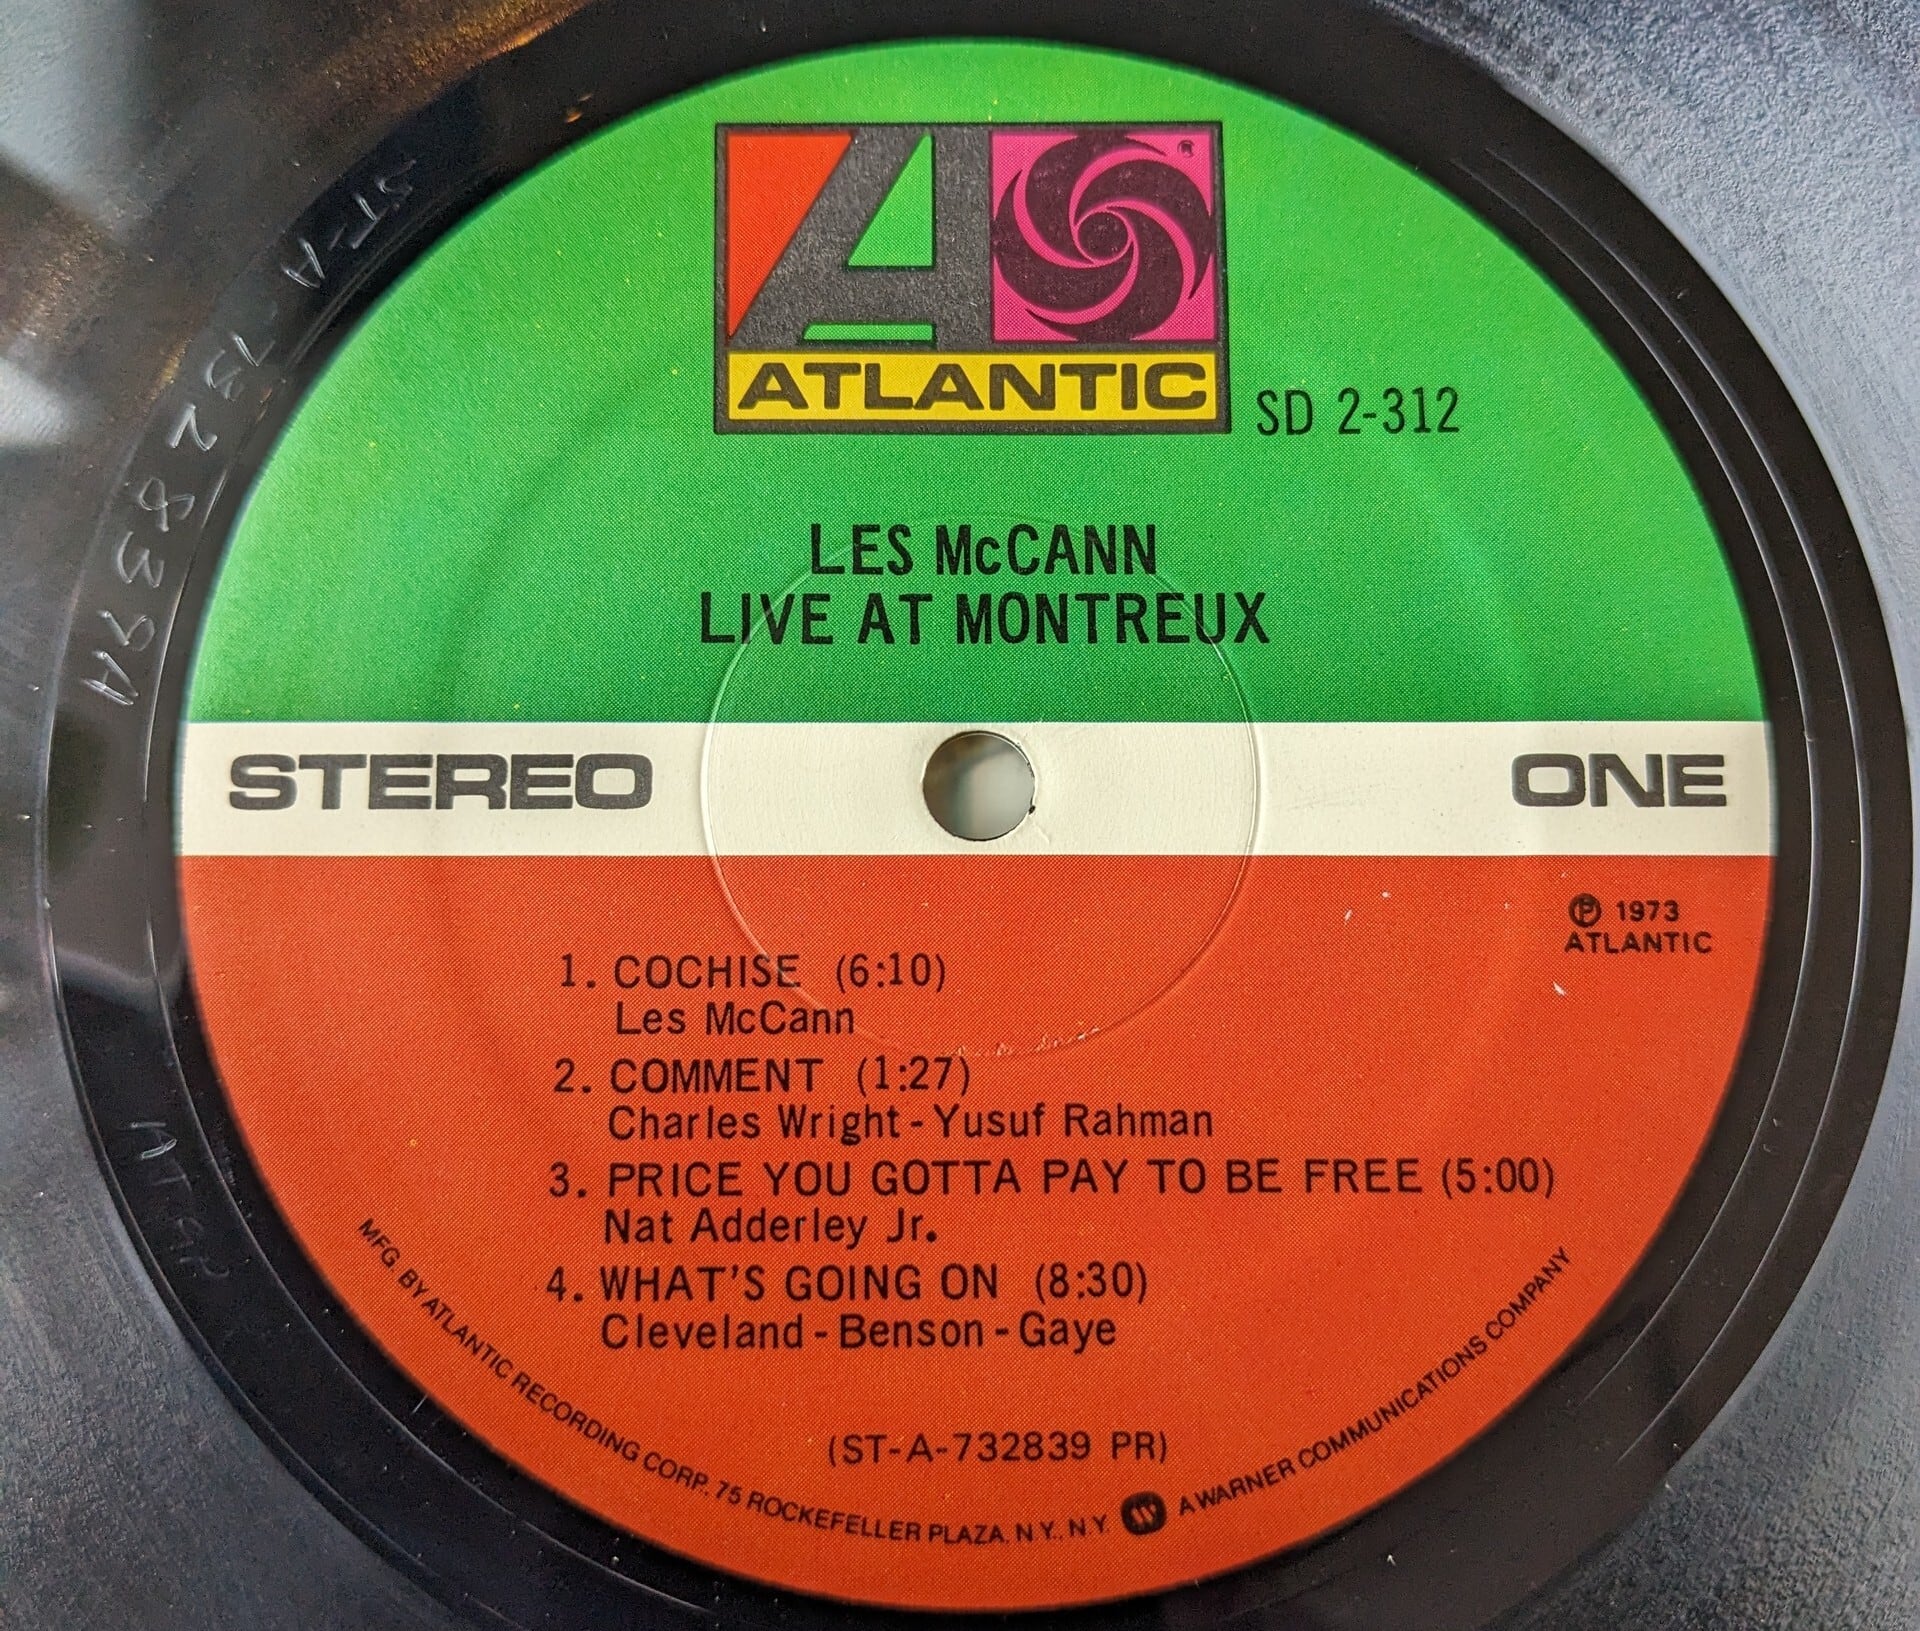 ATLANTIC
SD 2-312
LES McCANN
LIVE AT MONTREUX
STEREO
ONE
℗ 1973
ATLANTIC
1. COCHISE (6:10)
Les McCann
2. COMMENT (1:27)
Charles Wright-Yusuf Rahman
3. PRICE YOU GOTTA PAY TO BE FREE (5:00)
Nat Adderley Jr.
4. WHAT'S GOING ON (8:30)
Cleveland-Benson-Gaye
(ST-A-732839 PR)
MFG. BY ATLANTIC RECORDING CORP., 75 ROCKEFELLER PLAZA, N.Y., N.Y. A WARNER COMMUNICATIONS COMPANY
ST-A-732839A